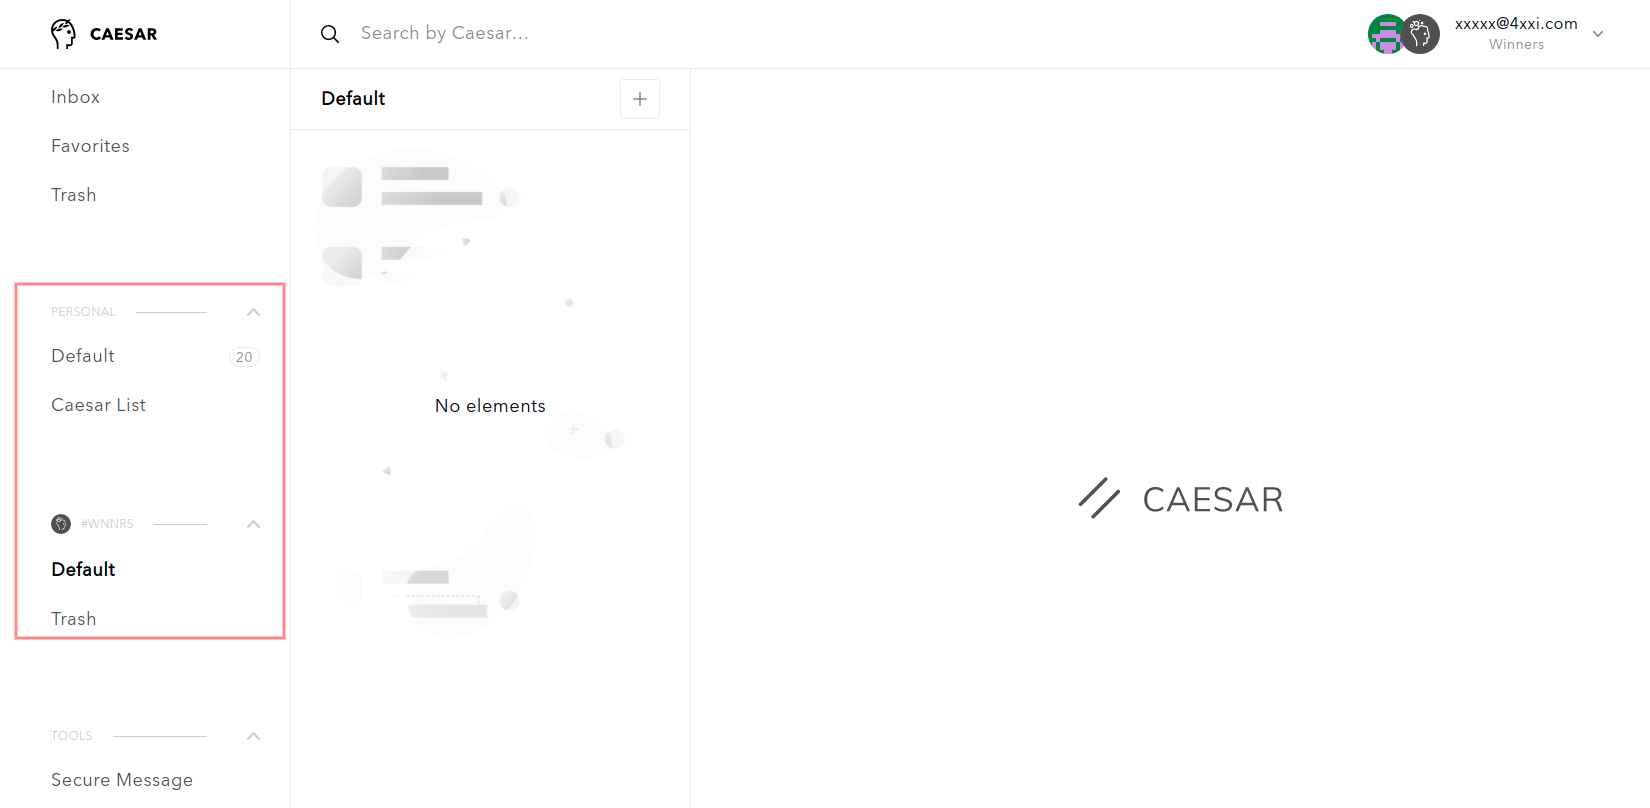 CAESAR
Search by Caesar...
xxxxx@4xxi.com
Winners
Inbox
Favorites
Trash
PERSONAL
Default 20
Caesar List
#WNNRS
Default
Trash
TOOLS
Secure Message
Default
No elements
CAESAR